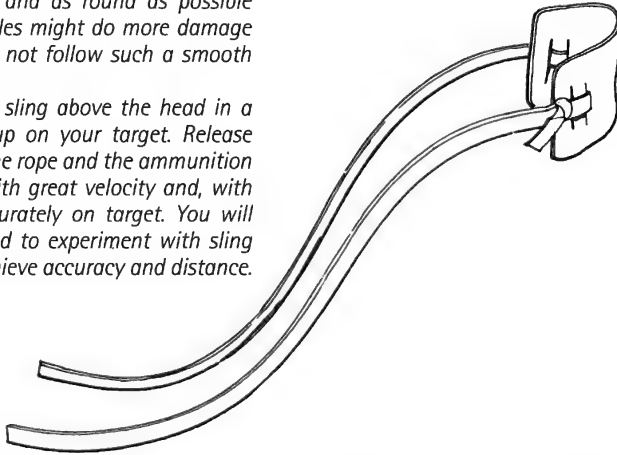 and as round as possible
les might do more damage
not follow such a smooth
sling above the head in a
up on your target. Release
e rope and the ammunition
ith great velocity and, with
urately on target. You will
d to experiment with sling
ieve accuracy and distance.